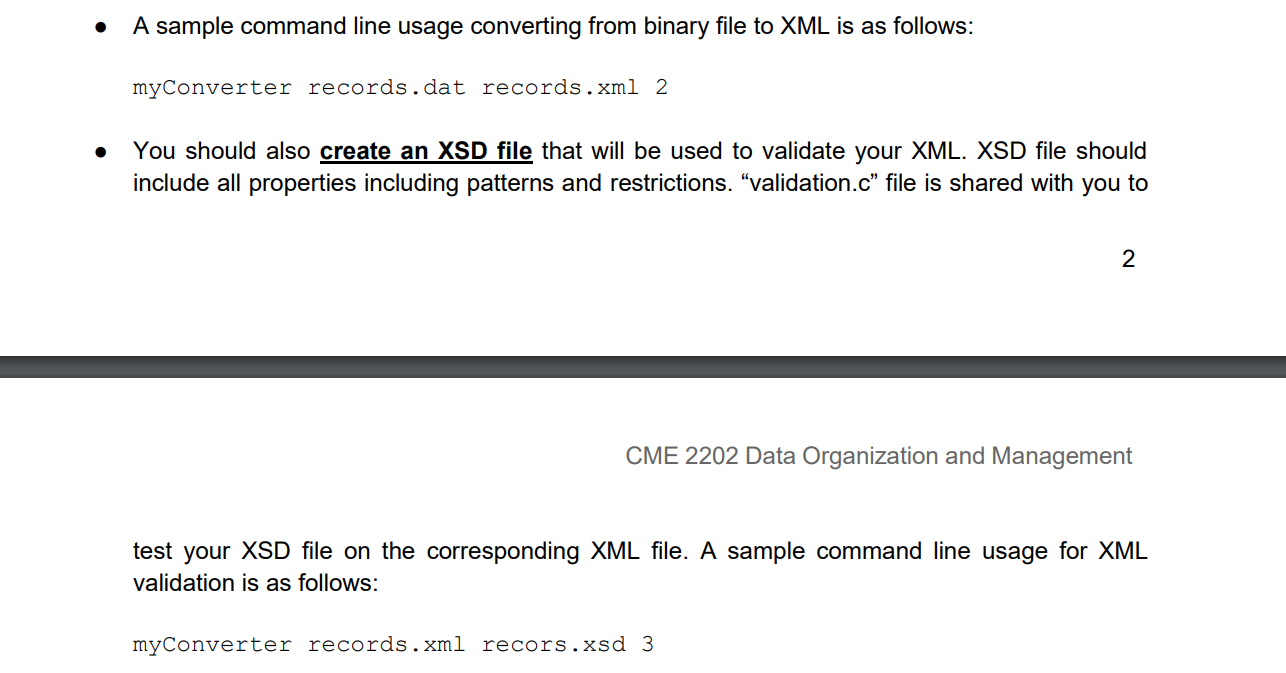 ● A sample command line usage converting from binary file to XML is as follows:
myConverter records.dat records.xml 2
● You should also create an XSD file that will be used to validate your XML. XSD file should
include all properties including patterns and restrictions. “validation.c” file is shared with you to
2
CME 2202 Data Organization and Management
test your XSD file on the corresponding XML file. A sample command line usage for XML
validation is as follows:
myConverter records.xml recors.xsd 3